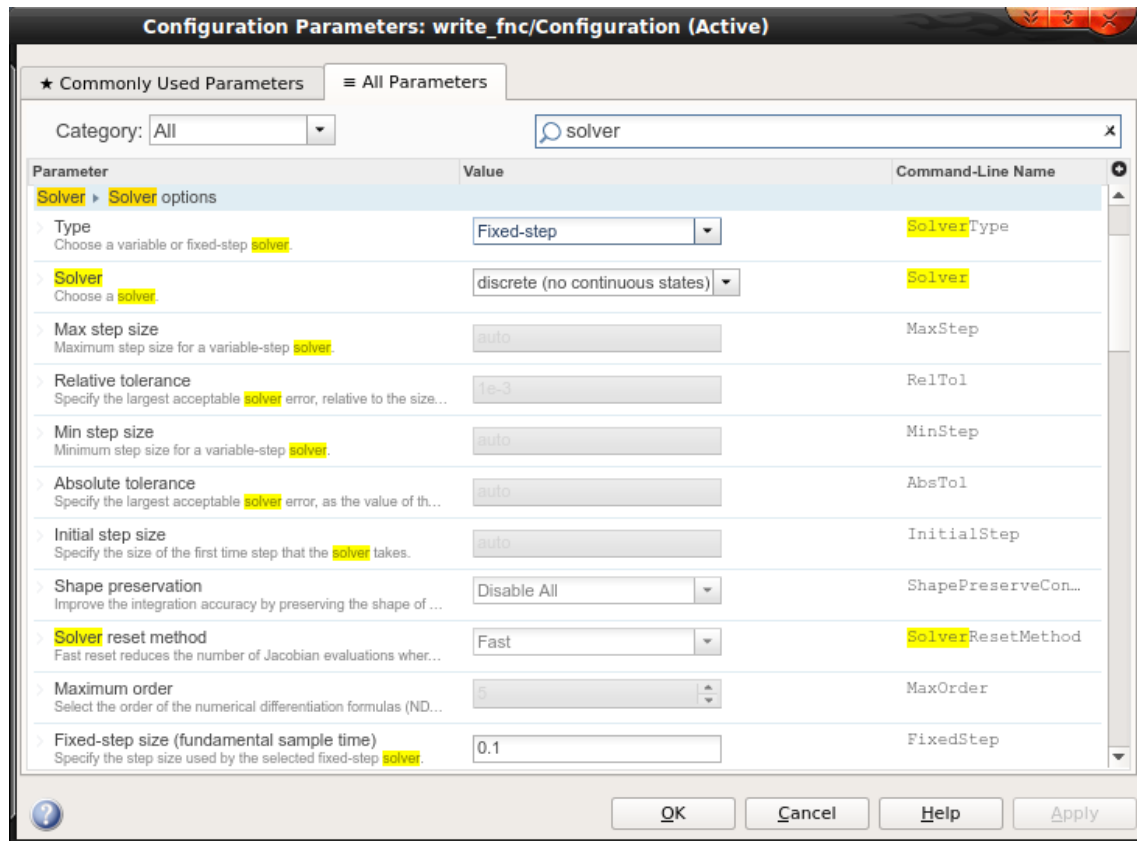 Configuration Parameters: write_fnc/Configuration (Active)
★ Commonly Used Parameters
≡ All Parameters
Category: All
solver
Parameter Value Command-Line Name
Solver ▸ Solver options
Type Fixed-step SolverType
Choose a variable or fixed-step solver.
Solver discrete (no continuous states) Solver
Choose a solver.
Max step size auto MaxStep
Maximum step size for a variable-step solver.
Relative tolerance 1e-3 RelTol
Specify the largest acceptable solver error, relative to the size...
Min step size auto MinStep
Minimum step size for a variable-step solver.
Absolute tolerance auto AbsTol
Specify the largest acceptable solver error, as the value of th...
Initial step size auto InitialStep
Specify the size of the first time step that the solver takes.
Shape preservation Disable All ShapePreserveCon...
Improve the integration accuracy by preserving the shape of ...
Solver reset method Fast SolverResetMethod
Fast reset reduces the number of Jacobian evaluations wher...
Maximum order 5 MaxOrder
Select the order of the numerical differentiation formulas (ND...
Fixed-step size (fundamental sample time) 0.1 FixedStep
Specify the step size used by the selected fixed-step solver.
OK Cancel Help Apply